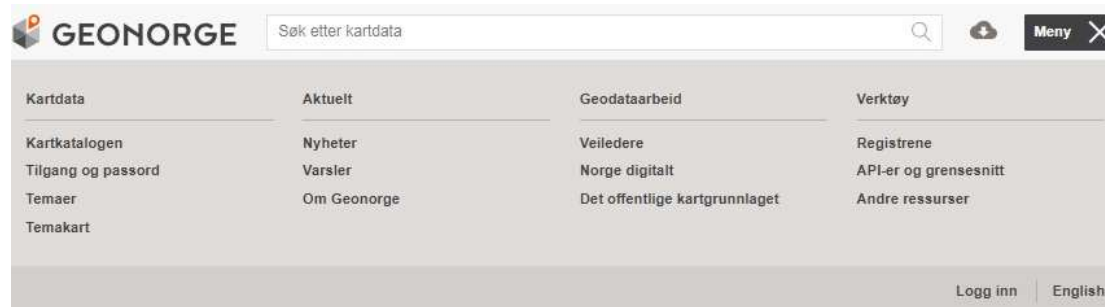 GEONORGE
Søk etter kartdata
Meny
Kartdata
Kartkatalogen
Tilgang og passord
Temaer
Temakart
Aktuelt
Nyheter
Varsler
Om Geonorge
Geodataarbeid
Veiledere
Norge digitalt
Det offentlige kartgrunnlaget
Verktøy
Registrene
API-er og grensesnitt
Andre ressurser
Logg inn
English